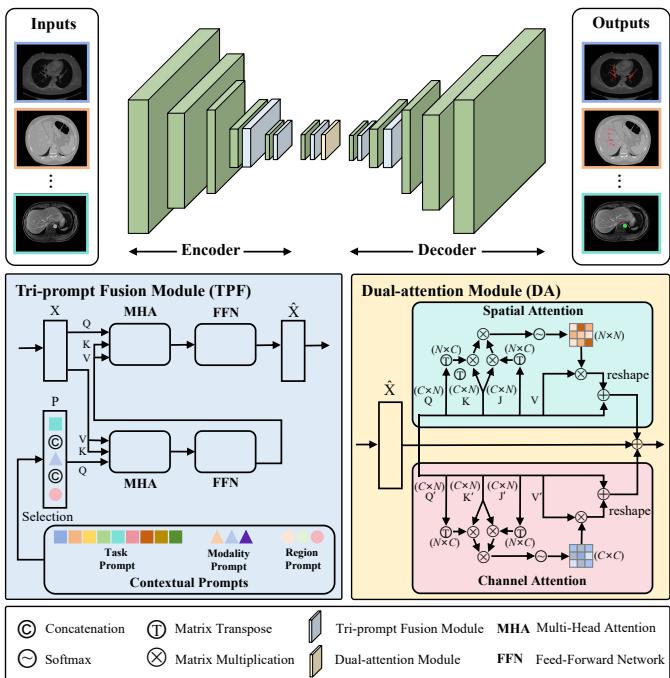 Inputs
Outputs
Encoder
Decoder
Tri-prompt Fusion Module (TPF)
X
Q
K
V
MHA
FFN
X̂
P
©
©
V
K
Q
MHA
FFN
Selection
Task
Prompt
Modality
Prompt
Region
Prompt
Contextual Prompts
Dual-attention Module (DA)
Spatial Attention
(N×N)
(N×C)
T
T
(N×C)
T
reshape
(C×N)
Q
(C×N)
K
(C×N)
J
V
X̂
(C×N)
Q'
(C×N)
K'
(C×N)
J'
V'
reshape
T
T
(N×C)
(N×C)
(C×C)
Channel Attention
© Concatenation
T Matrix Transpose
Tri-prompt Fusion Module
MHA Multi-Head Attention
~ Softmax
⊗ Matrix Multiplication
Dual-attention Module
FFN Feed-Forward Network